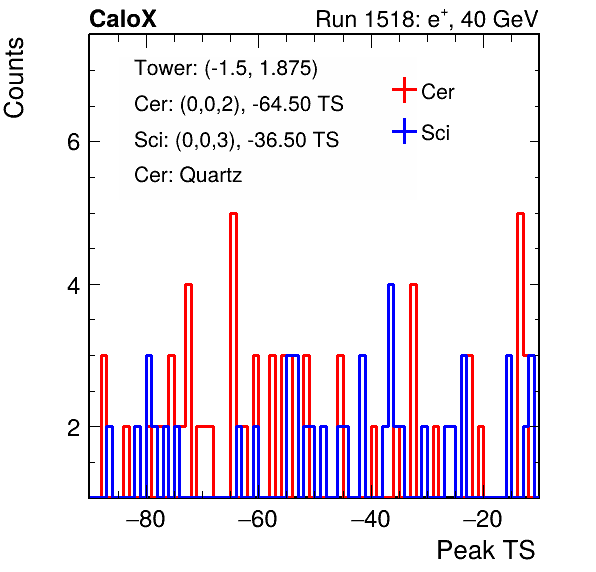 CaloX Run 1518: e⁺, 40 GeV
Counts
Tower: (-1.5, 1.875)
Cer: (0,0,2), -64.50 TS
Sci: (0,0,3), -36.50 TS
Cer: Quartz
Cer
Sci
6
4
2
−80 −60 −40 −20
Peak TS